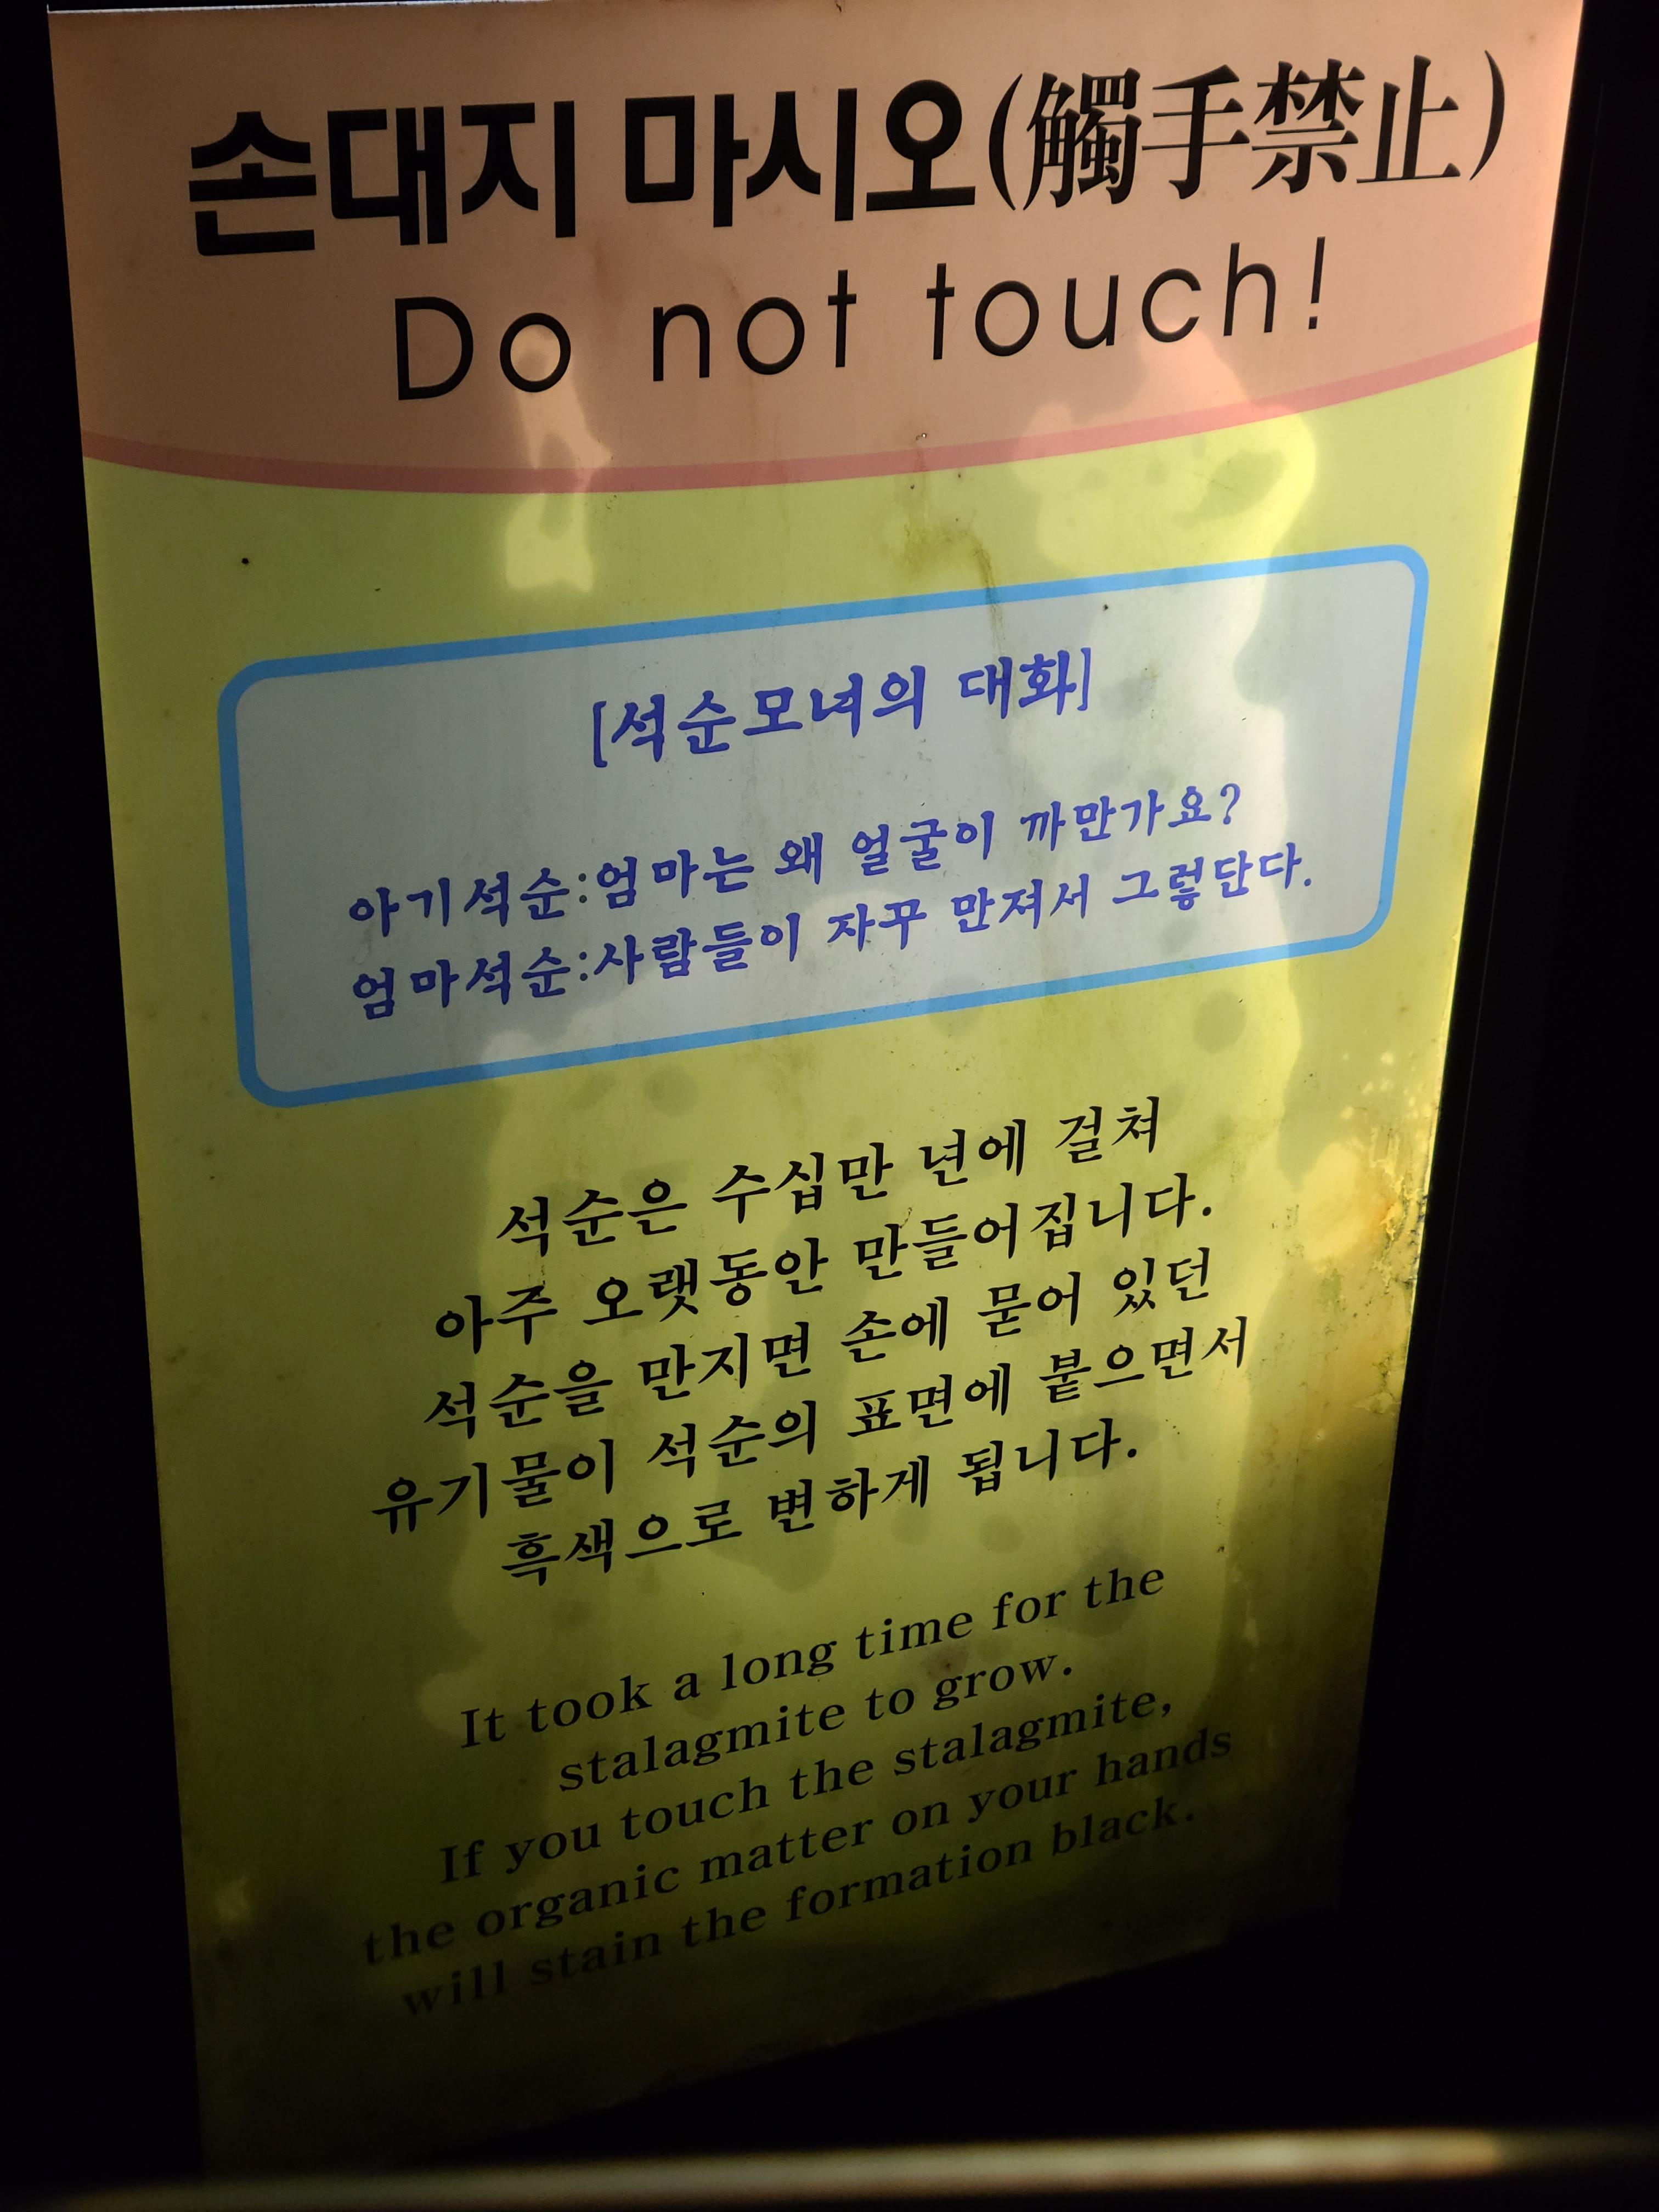 손대지 마시오(觸手禁止)
Do not touch!
[석순모녀의 대화]
아기석순:엄마는 왜 얼굴이 까만가요?
엄마석순:사람들이 자꾸 만져서 그렇단다.
석순은 수십만 년에 걸쳐
아주 오랫동안 만들어집니다.
석순을 만지면 손에 묻어 있던
유기물이 석순의 표면에 붙으면서
흑색으로 변하게 됩니다.
It took a long time for the
stalagmite to grow.
If you touch the stalagmite,
the organic matter on your hands
will stain the formation black.